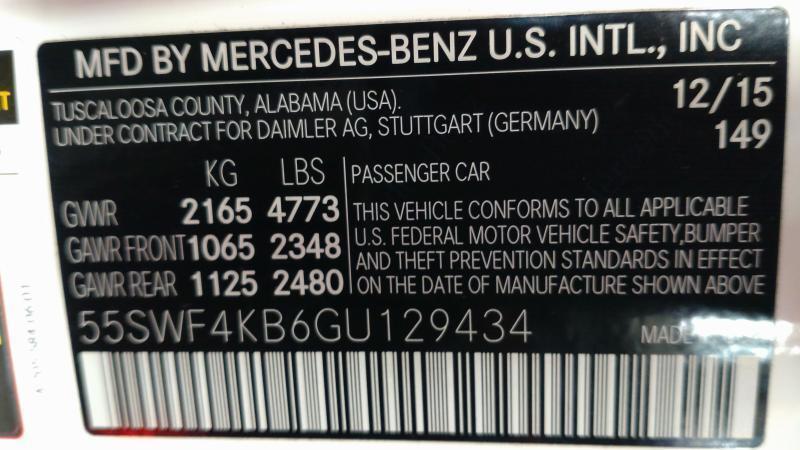 MFD BY MERCEDES-BENZ U.S. INTL., INC
TUSCALOOSA COUNTY, ALABAMA (USA).
UNDER CONTRACT FOR DAIMLER AG, STUTTGART (GERMANY)
12/15
149
KG LBS
GVWR 2165 4773
GAWR FRONT 1065 2348
GAWR REAR 1125 2480
PASSENGER CAR
THIS VEHICLE CONFORMS TO ALL APPLICABLE
U.S. FEDERAL MOTOR VEHICLE SAFETY,BUMPER
AND THEFT PREVENTION STANDARDS IN EFFECT
ON THE DATE OF MANUFACTURE SHOWN ABOVE
55SWF4KB6GU129434
MADE